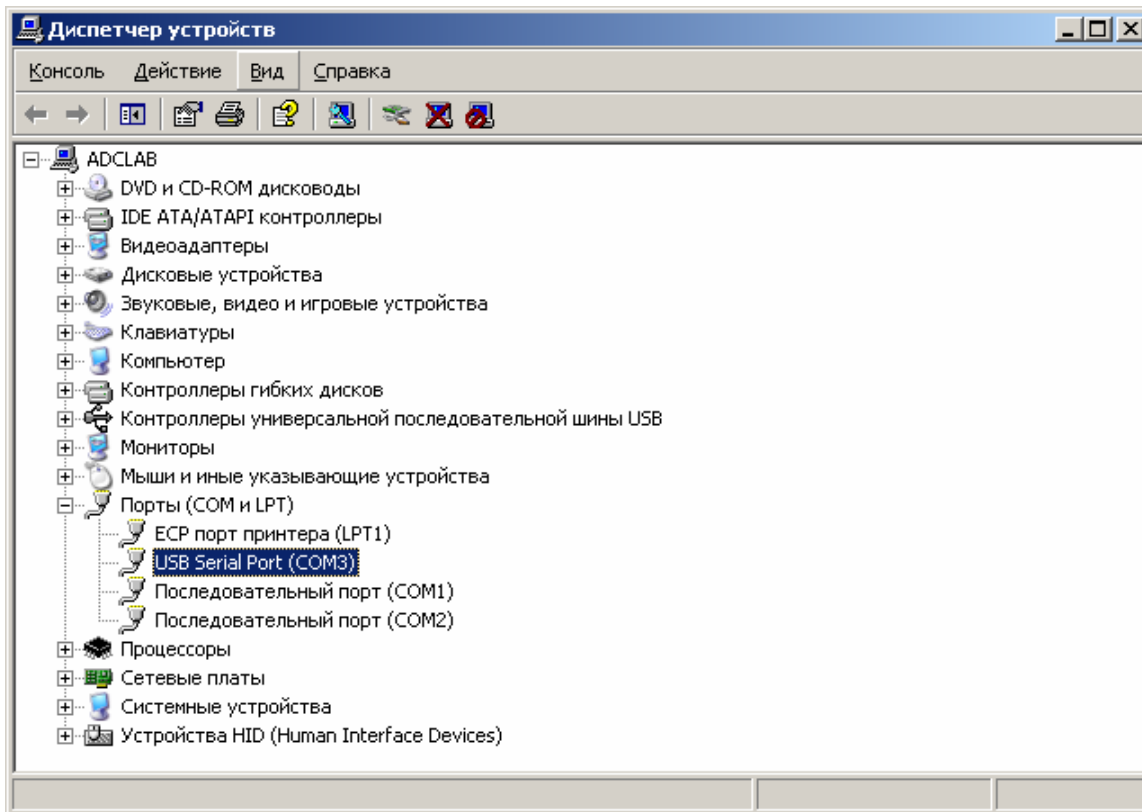 Диспетчер устройств
Консоль Действие Вид Справка
ADCLAB
DVD и CD-ROM дисководы
IDE ATA/ATAPI контроллеры
Видеоадаптеры
Дисковые устройства
Звуковые, видео и игровые устройства
Клавиатуры
Компьютер
Контроллеры гибких дисков
Контроллеры универсальной последовательной шины USB
Мониторы
Мыши и иные указывающие устройства
Порты (COM и LPT)
ECP порт принтера (LPT1)
USB Serial Port (COM3)
Последовательный порт (COM1)
Последовательный порт (COM2)
Процессоры
Сетевые платы
Системные устройства
Устройства HID (Human Interface Devices)